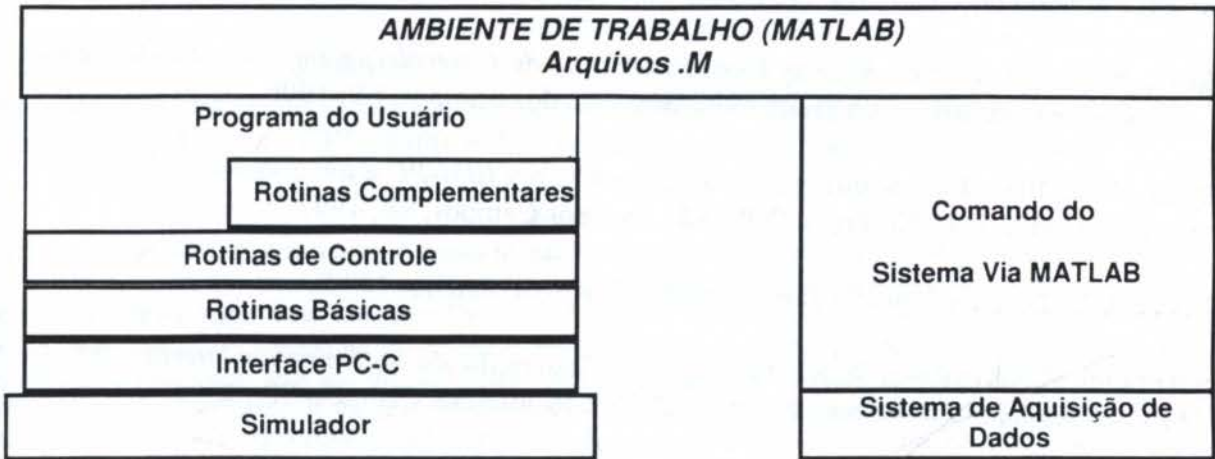 AMBIENTE DE TRABALHO (MATLAB)
Arquivos .M
Programa do Usuário
Rotinas Complementares
Rotinas de Controle
Rotinas Básicas
Interface PC-C
Simulador
Comando do
Sistema Via MATLAB
Sistema de Aquisição de
Dados